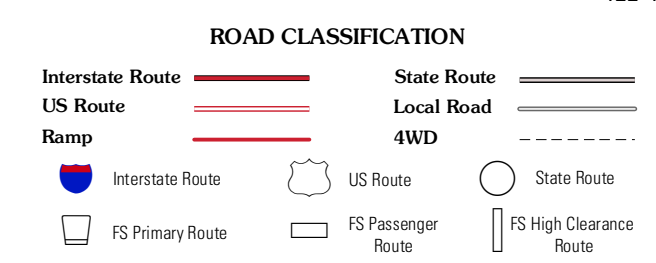 ROAD CLASSIFICATION
Interstate Route State Route
US Route Local Road
Ramp 4WD
Interstate Route US Route State Route
FS Primary Route FS Passenger Route FS High Clearance Route